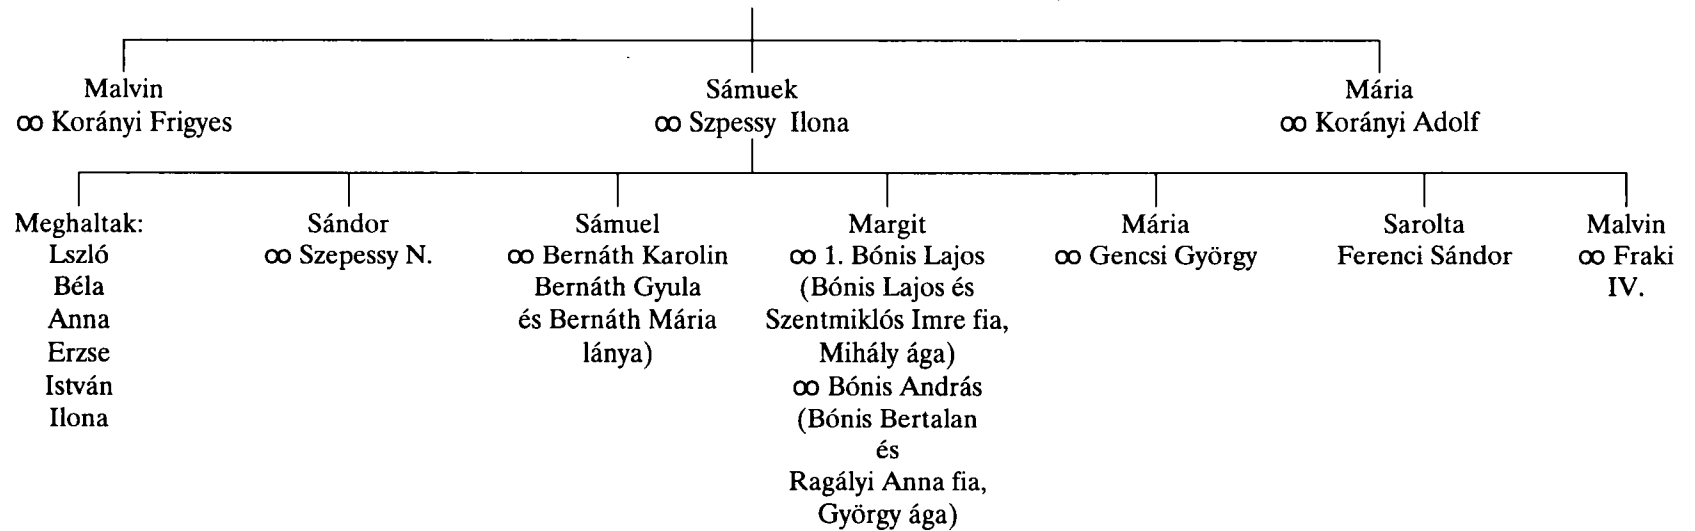 Malvin
∞ Korányi Frigyes
Sámuek
∞ Szpessy Ilona
Mária
∞ Korányi Adolf
Meghaltak:
Lszló
Béla
Anna
Erzse
István
Ilona
Sándor
∞ Szepessy N.
Sámuel
∞ Bernáth Karolin
Bernáth Gyula
és Bernáth Mária
lánya)
Margit
∞ 1. Bónis Lajos
(Bónis Lajos és
Szentmiklós Imre fia,
Mihály ága)
∞ Bónis András
(Bónis Bertalan
és
Ragályi Anna fia,
György ága)
Mária
∞ Gencsi György
Sarolta
Ferenci Sándor
Malvin
∞ Fraki
IV.